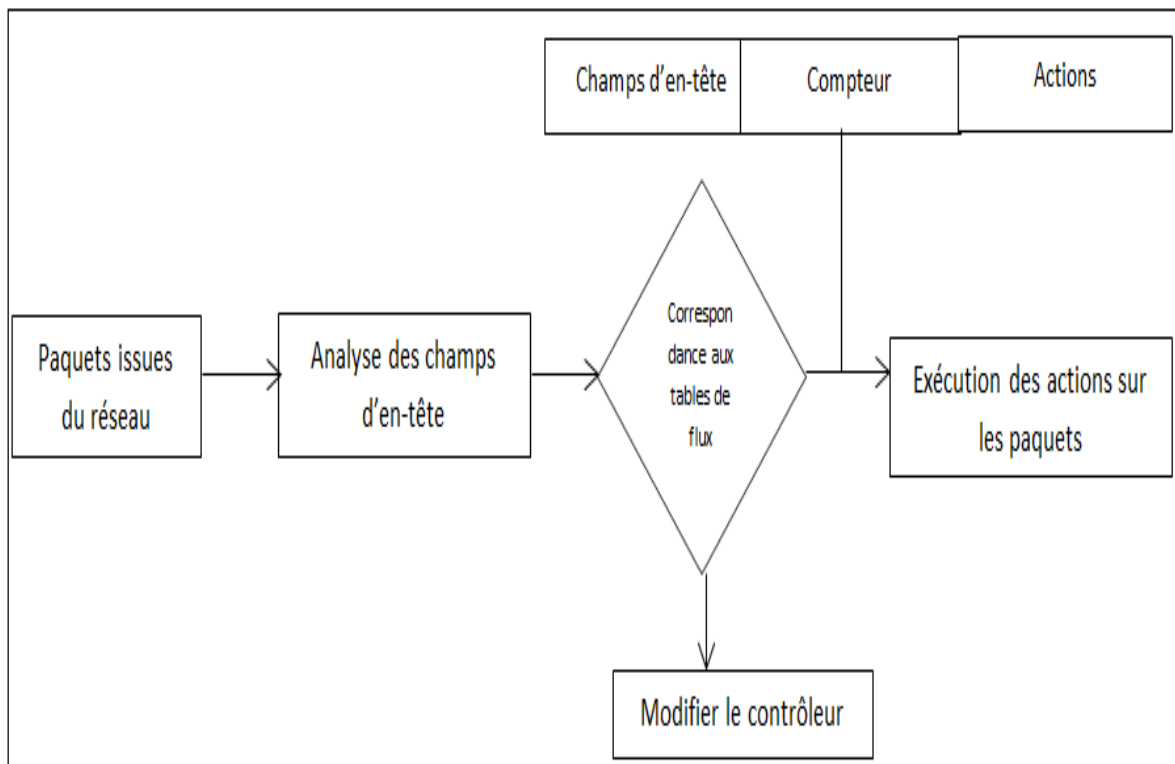 Champs d'en-tête
Compteur
Actions
Paquets issues
du réseau
Analyse des champs
d'en-tête
Correspon
dance aux
tables de
flux
Exécution des actions sur
les paquets
Modifier le contrôleur